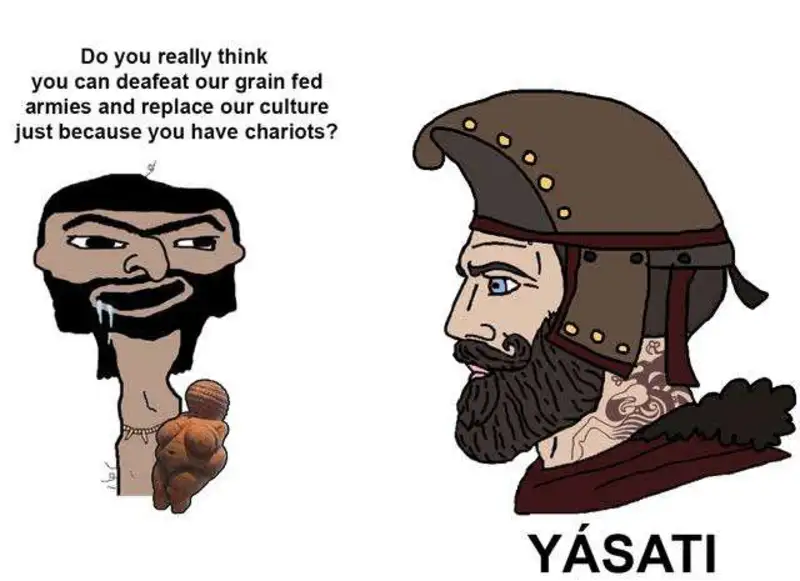 Do you really think
you can deafeat our grain fed
armies and replace our culture
just because you have chariots?
YÁSATI